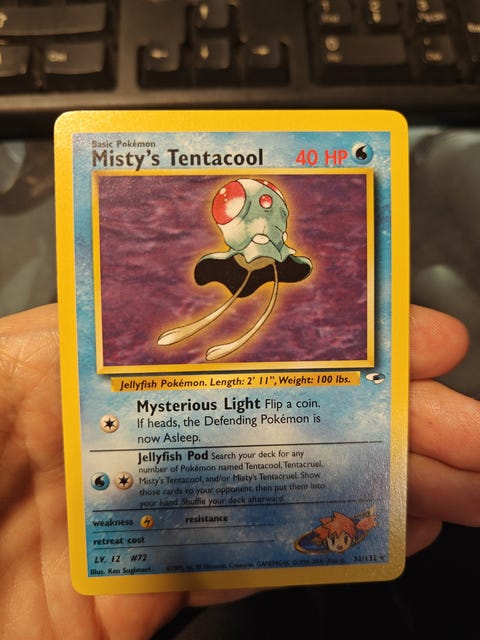 Basic Pokémon
Misty's Tentacool
40 HP
Jellyfish Pokémon. Length: 2' 11", Weight: 100 lbs.
Mysterious Light Flip a coin.
If heads, the Defending Pokémon is
now Asleep.
Jellyfish Pod Search your deck for any
number of Pokémon named Tentacool, Tentacruel,
Misty's Tentacool, and/or Misty's Tentacruel. Show
those cards to your opponent, then put them into
your hand. Shuffle your deck afterward.
weakness
resistance
retreat cost
LV. 12 #72
Illus. Ken Sugimori
Nintendo, Creatures, GAMEFREAK.